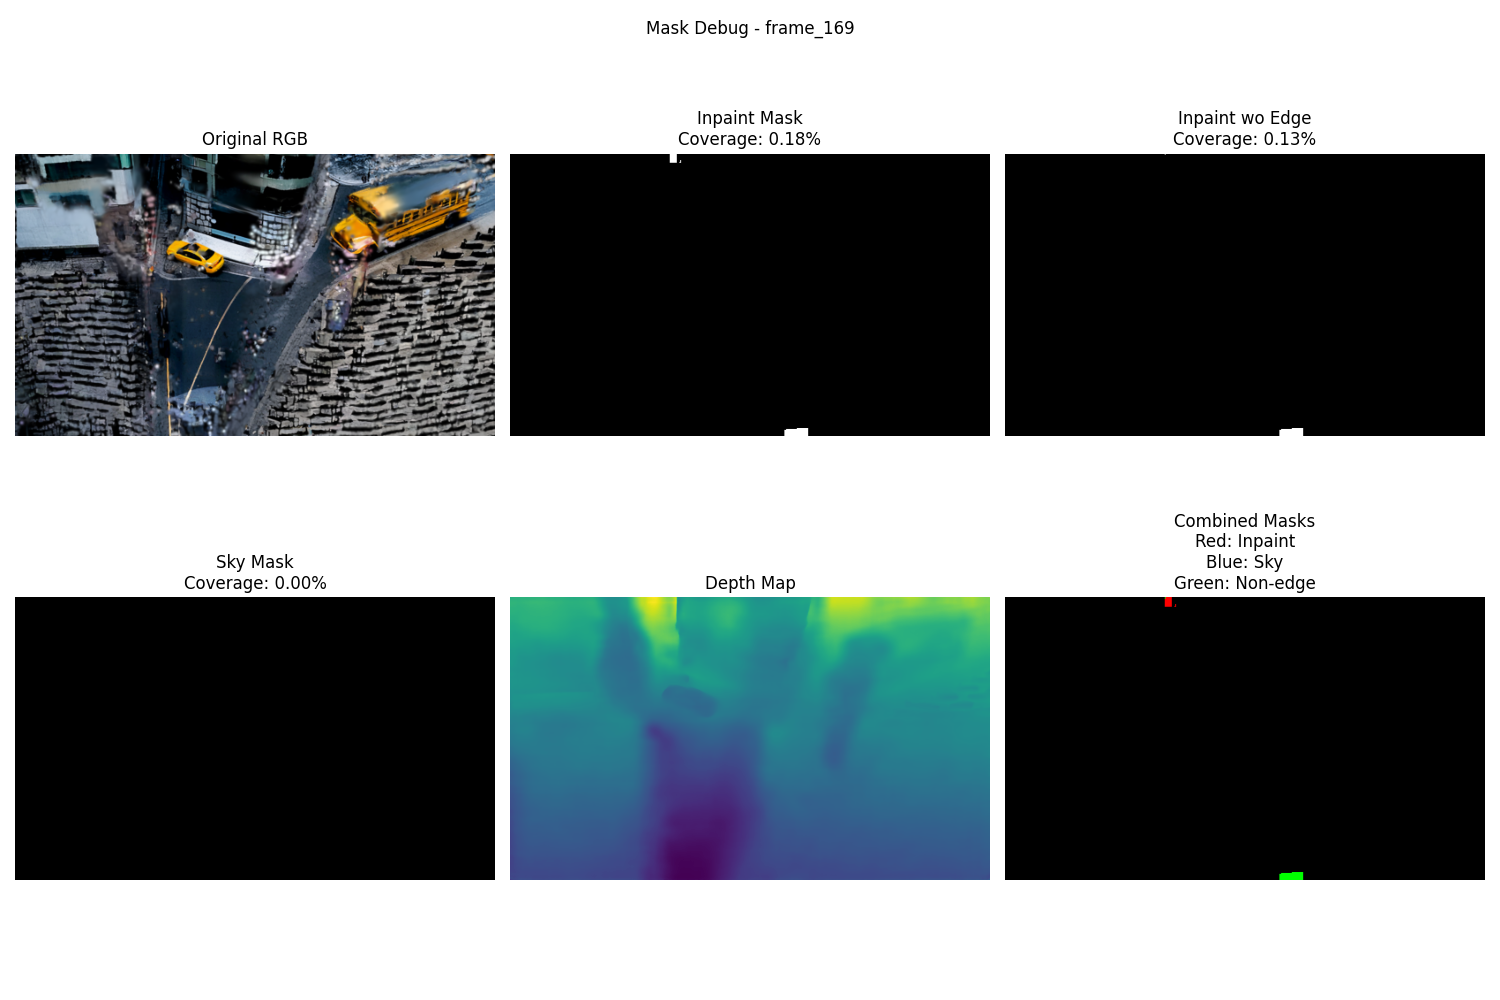 Mask Debug - frame_169
Original RGB
Inpaint Mask
Coverage: 0.18%
Inpaint wo Edge
Coverage: 0.13%
Sky Mask
Coverage: 0.00%
Depth Map
Combined Masks
Red: Inpaint
Blue: Sky
Green: Non-edge